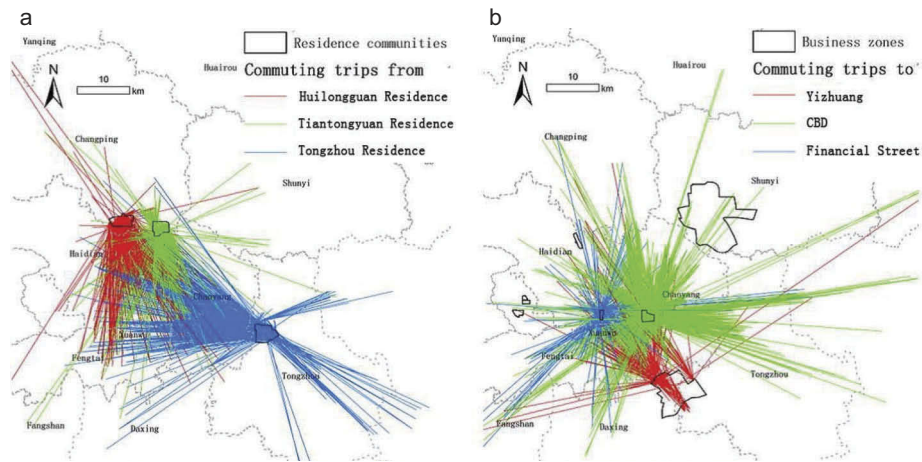 a
Yanqing
Huairou
Residence communities
N
10
km
Commuting trips from
Huilongguan Residence
Tiantongyuan Residence
Tongzhou Residence
Changping
Shunyi
Haidian
Chaoyang
Xuanwu
Fengtai
Tongzhou
Fangshan
Daxing
b
Yanqing
Huairou
Business zones
N
10
km
Commuting trips to
Yizhuang
CBD
Financial Street
Changping
Shunyi
Haidian
Chaoyang
Xuanwu
Fengtai
Tongzhou
Fangshan
Daxing